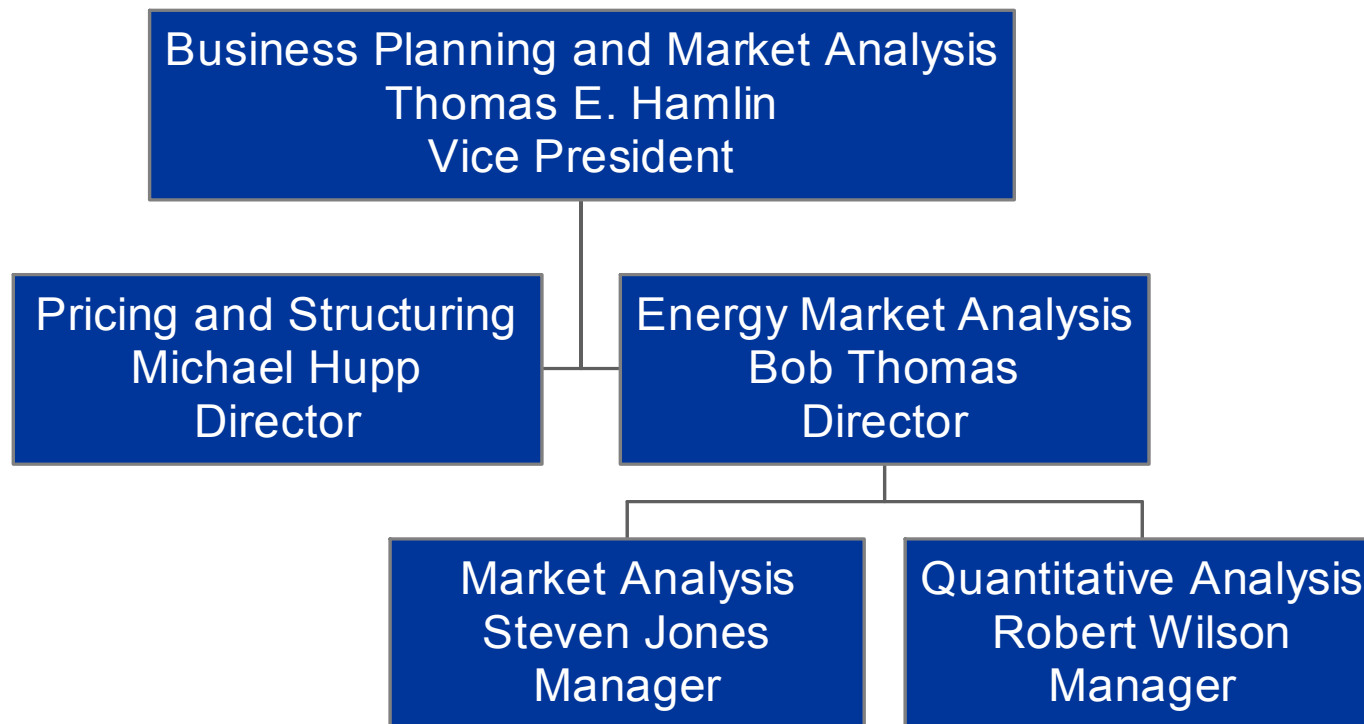 Business Planning and Market Analysis
Thomas E. Hamlin
Vice President
Pricing and Structuring
Michael Hupp
Director
Energy Market Analysis
Bob Thomas
Director
Market Analysis
Steven Jones
Manager
Quantitative Analysis
Robert Wilson
Manager